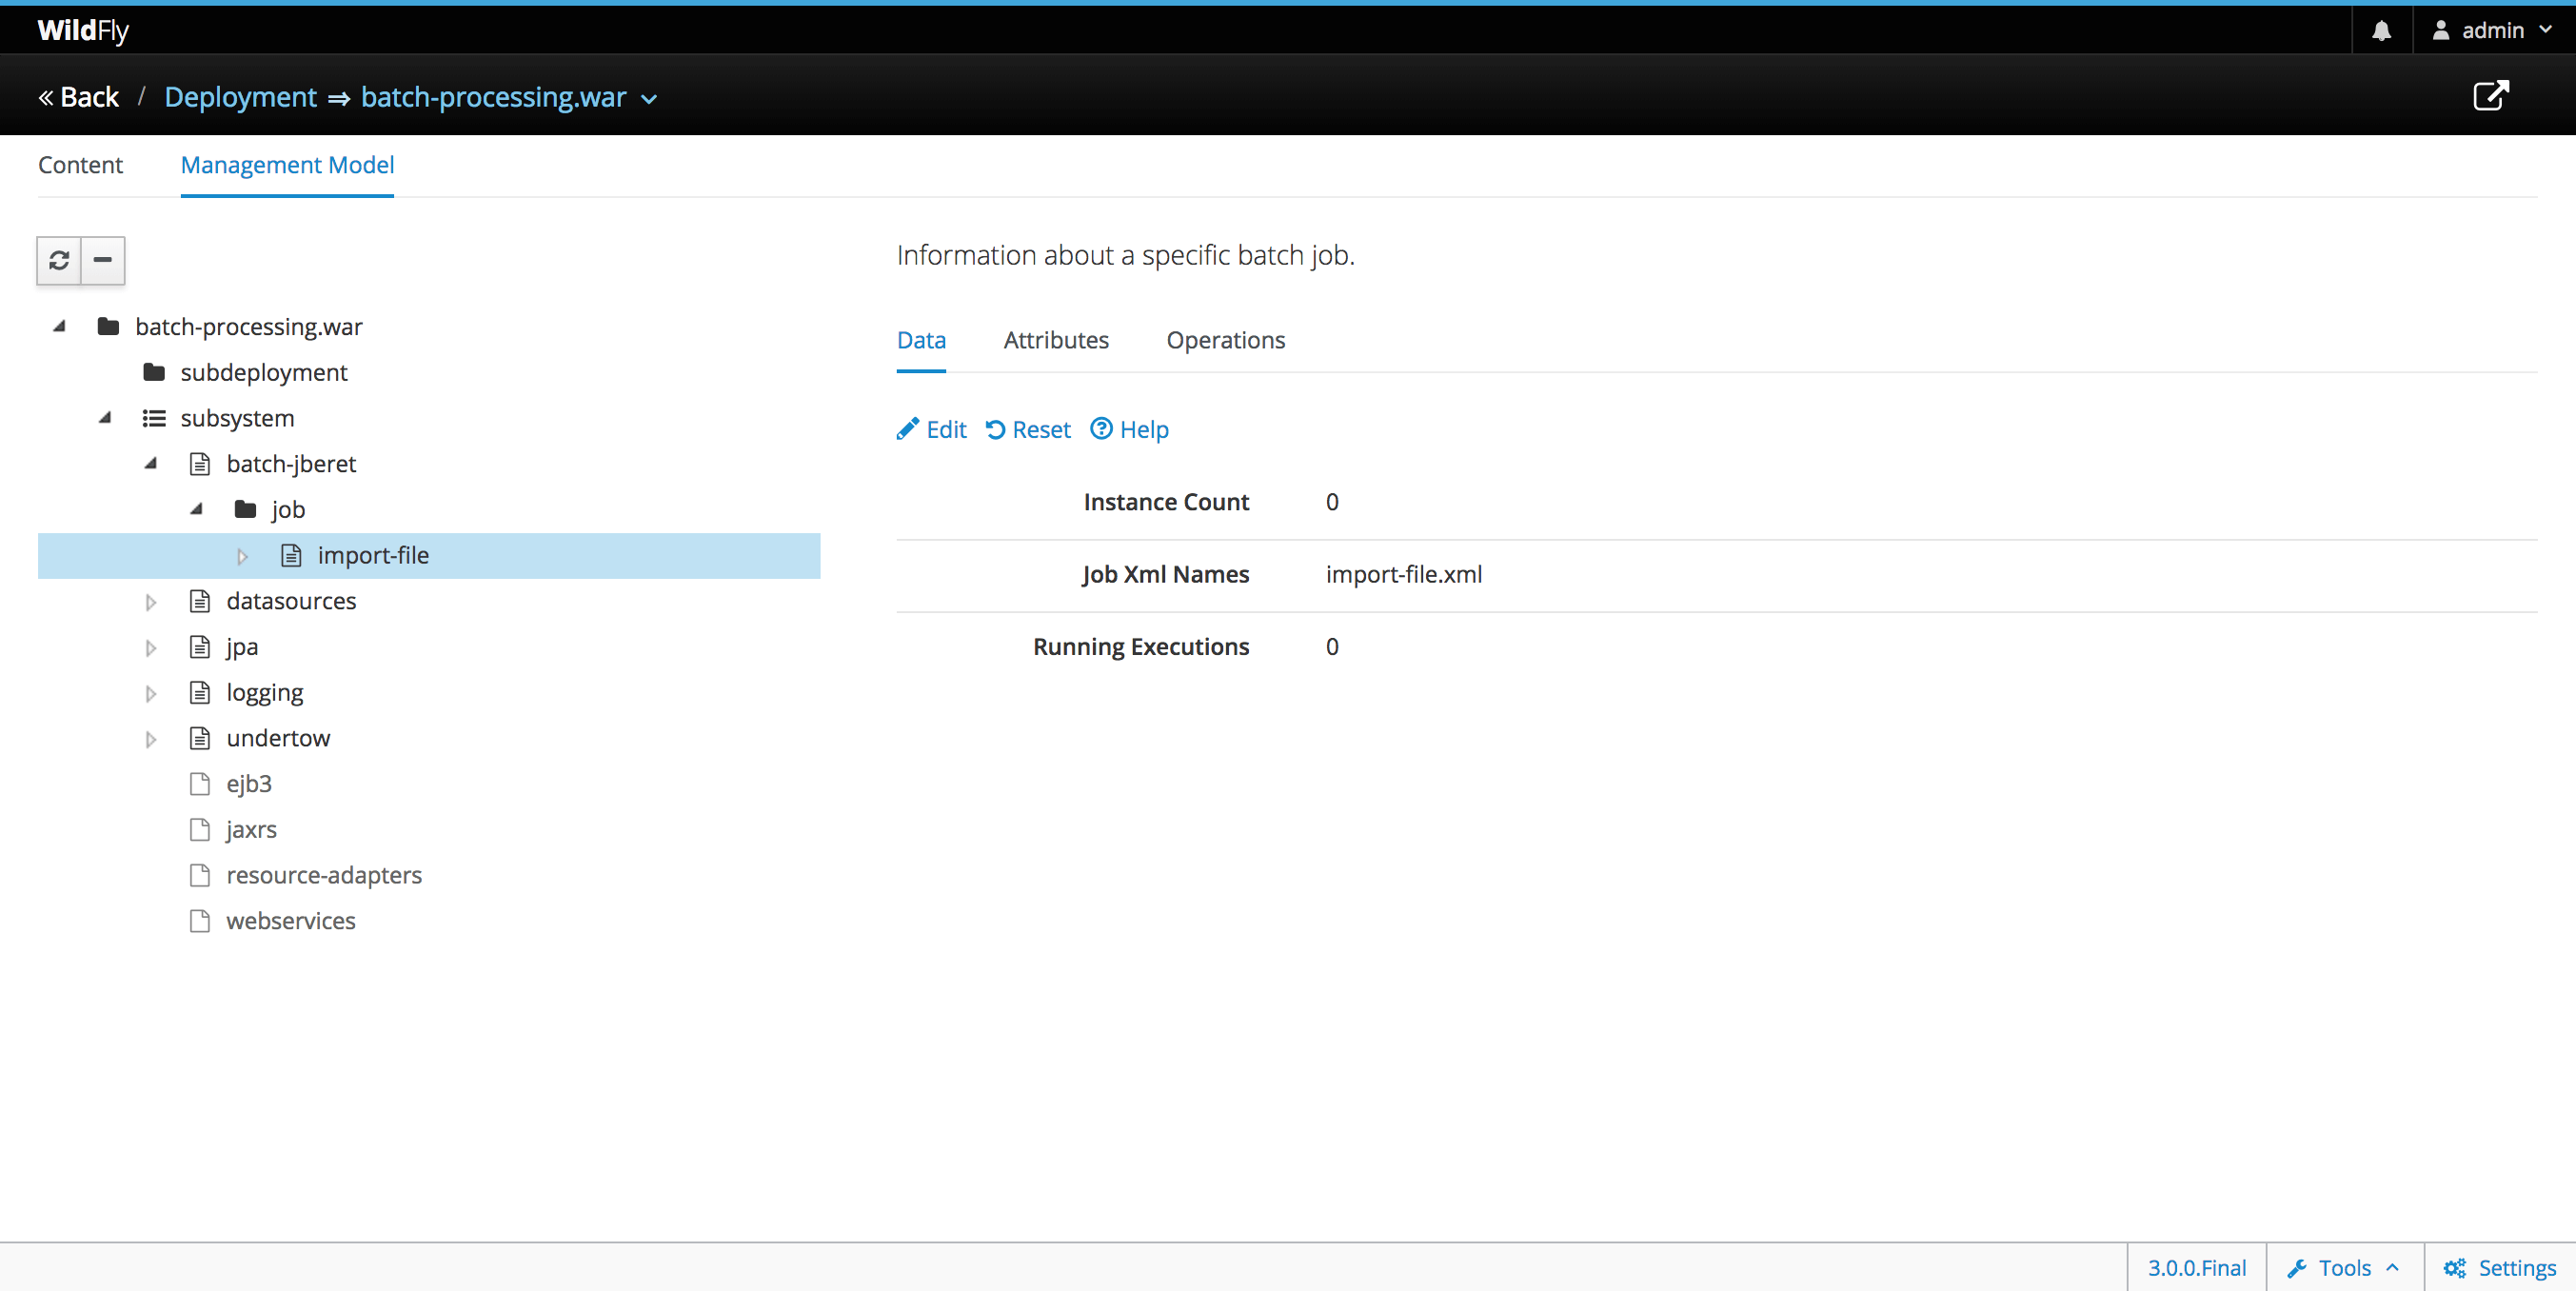 WildFly
admin
« Back / Deployment ⇒ batch-processing.war
Content Management Model
Information about a specific batch job.
batch-processing.war
subdeployment
subsystem
batch-jberet
job
import-file
datasources
jpa
logging
undertow
ejb3
jaxrs
resource-adapters
webservices
Data Attributes Operations
Edit Reset Help
Instance Count 0
Job Xml Names import-file.xml
Running Executions 0
3.0.0.Final Tools Settings